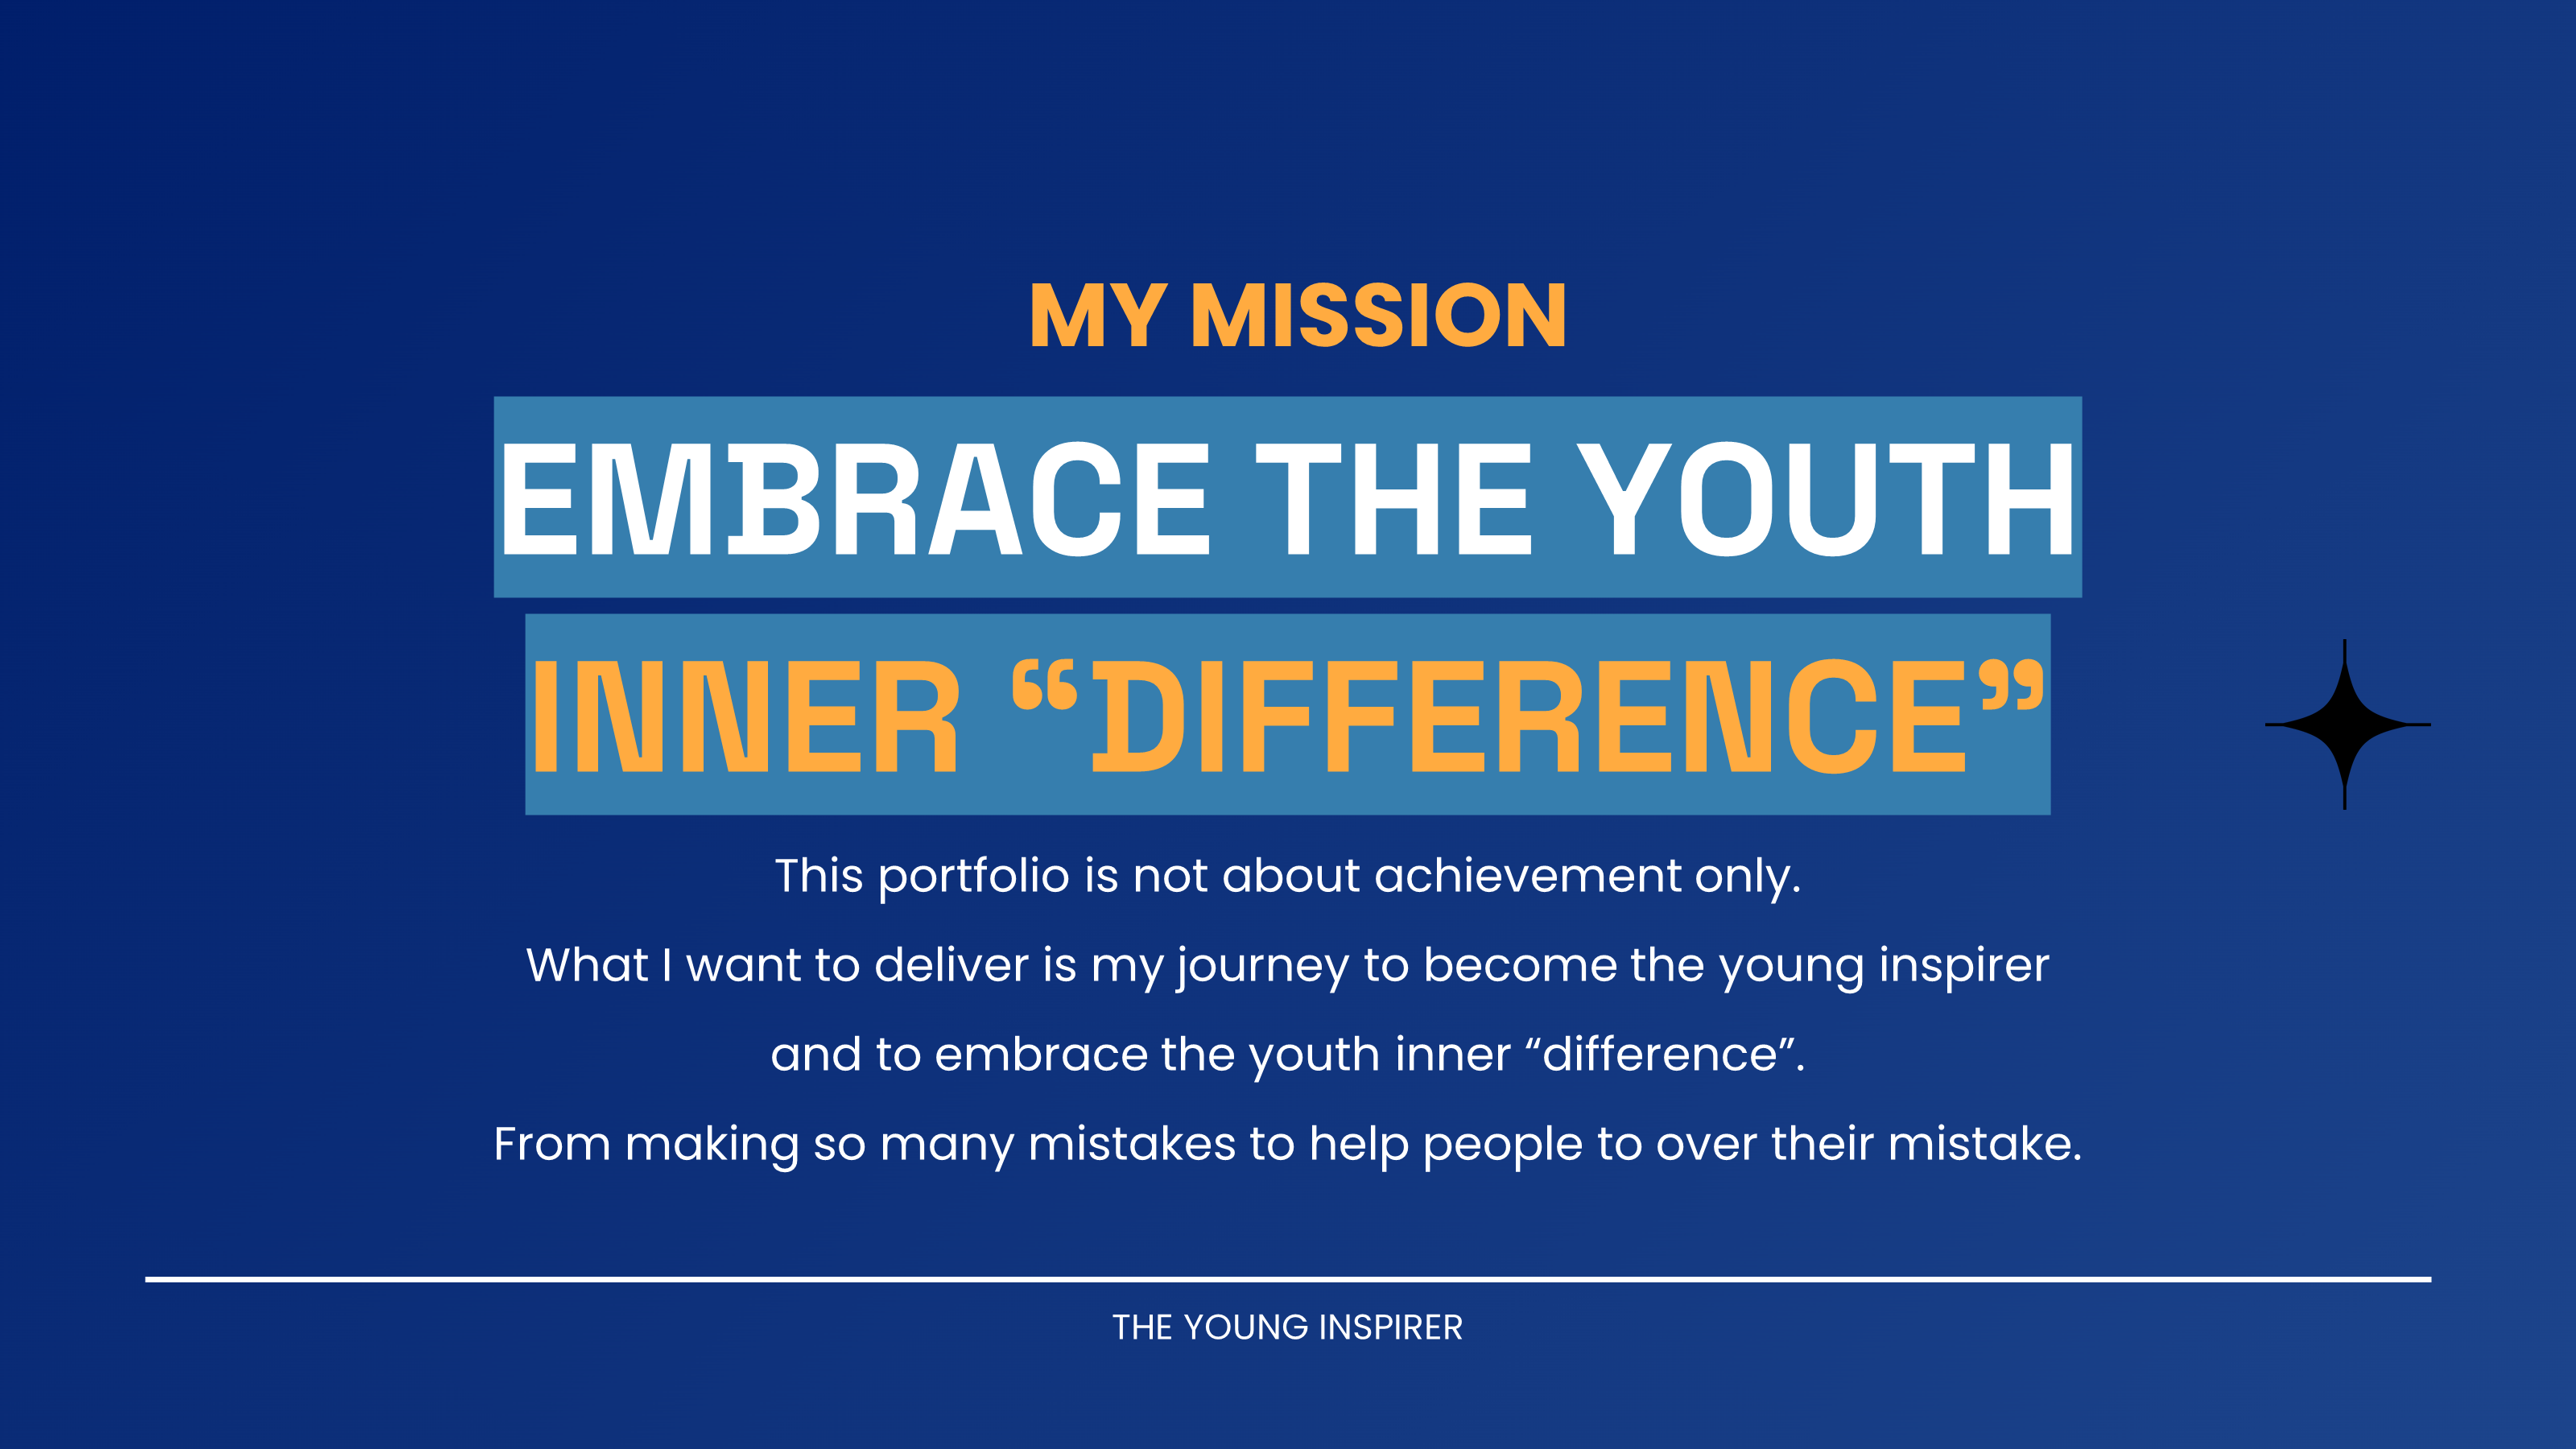 MY MISSION
EMBRACE THE YOUTH
INNER “DIFFERENCE”
This portfolio is not about achievement only.
What I want to deliver is my journey to become the young inspirer
and to embrace the youth inner “difference”.
From making so many mistakes to help people to over their mistake.
THE YOUNG INSPIRER